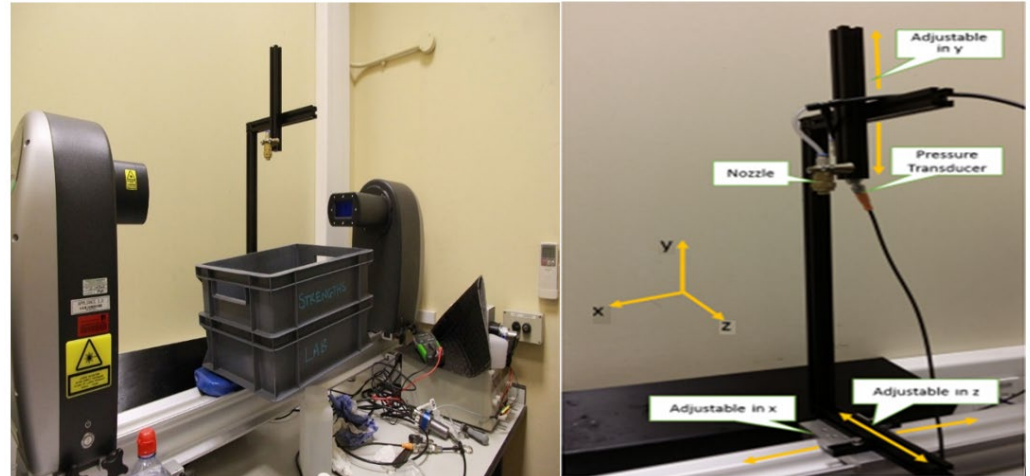 STRENGTHS
LAB
Adjustable
in y
Nozzle
Pressure
Transducer
y
x
z
Adjustable in x
Adjustable in z